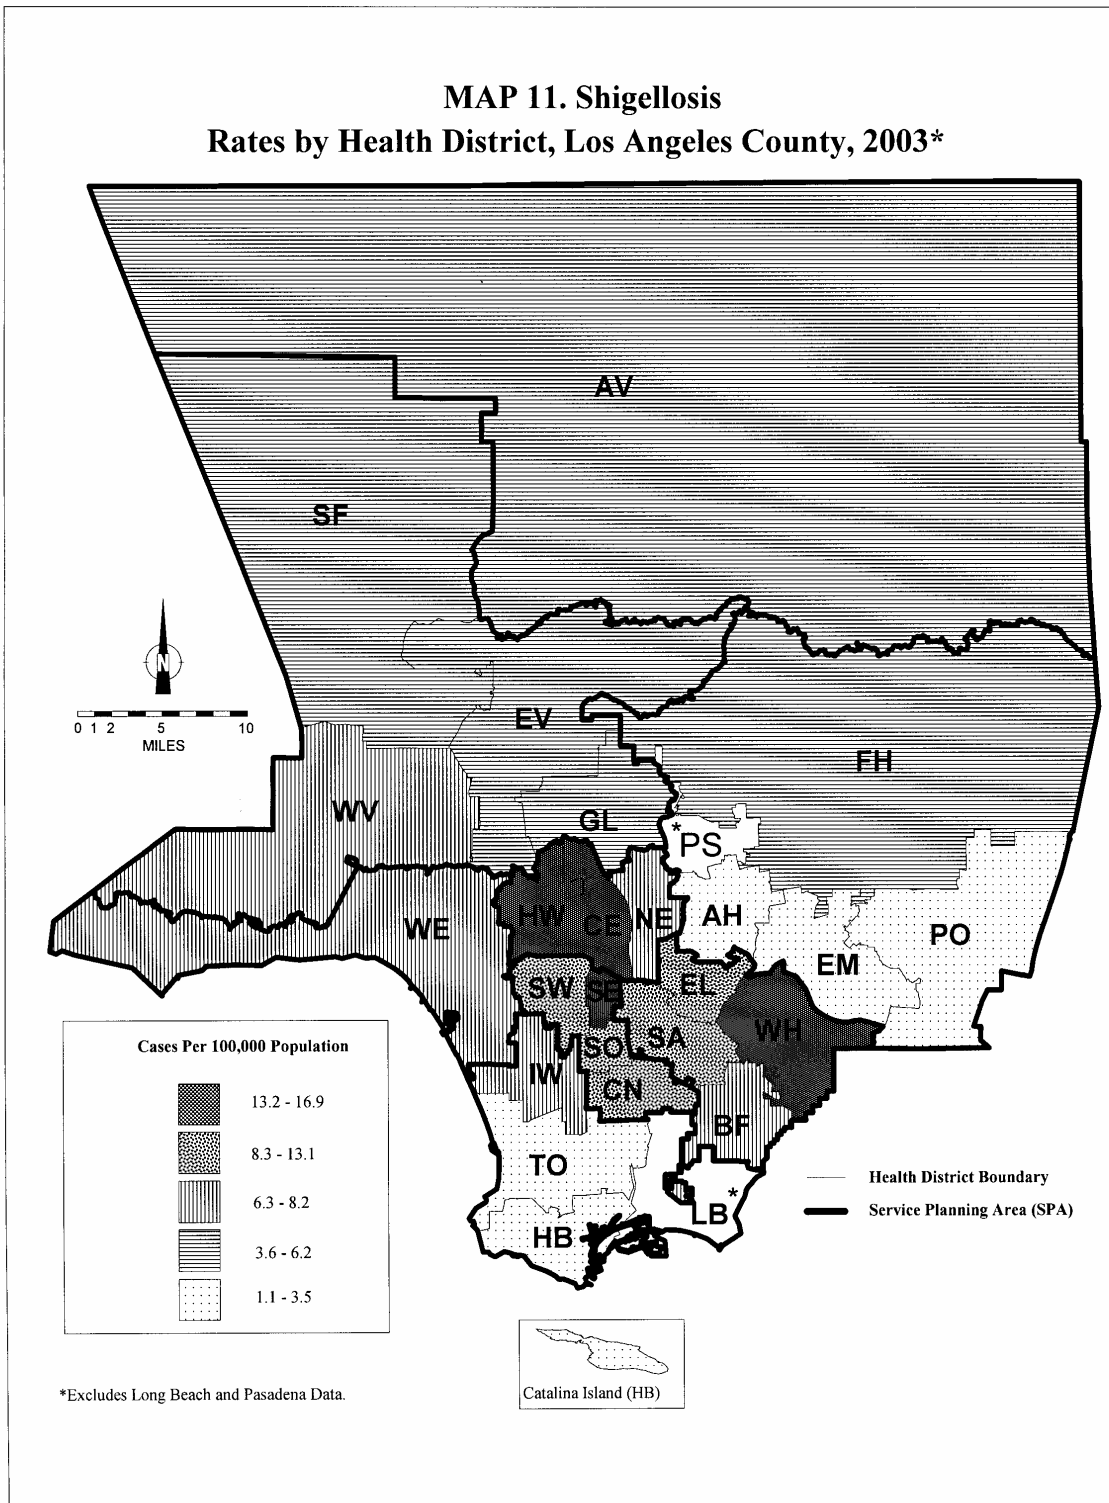 MAP 11. Shigellosis
Rates by Health District, Los Angeles County, 2003*
AV
SF
N
0 1 2 5 10
MILES
EV
FH
WV
GL
*
PS
HW
CE
NE
AH
WE
PO
EM
SW
SE
EL
WH
SO
SA
IW
CN
BF
TO
*
LB
HB
Cases Per 100,000 Population
13.2 - 16.9
8.3 - 13.1
6.3 - 8.2
3.6 - 6.2
1.1 - 3.5
Health District Boundary
Service Planning Area (SPA)
*Excludes Long Beach and Pasadena Data.
Catalina Island (HB)